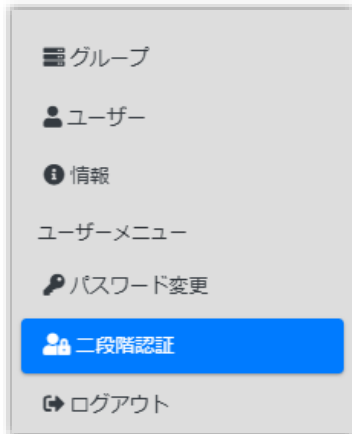 グループ
ユーザー
情報
ユーザーメニュー
パスワード変更
二段階認証
ログアウト